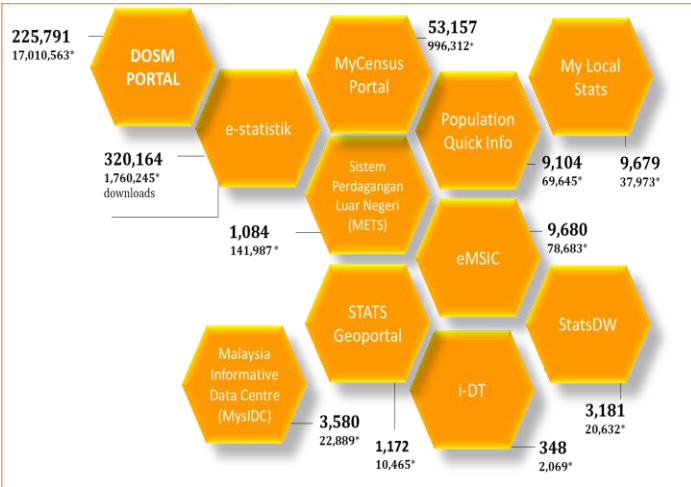 225,791
17,010,563*
DOSM
PORTAL
e-statistik
320,164
1,760,245*
downloads
MyCensus
Portal
53,157
996,312*
Population
Quick Info
9,104
69,645*
My Local
Stats
9,679
37,973*
Sistem
Perdagangan
Luar Negeri
(METS)
1,084
141,987 *
eMSIC
9,680
78,683*
STATS
Geoportal
1,172
10,465*
StatsDW
3,181
20,632*
Malaysia
Informative
Data Centre
(MysIDC)
3,580
22,889*
i-DT
348
2,069*